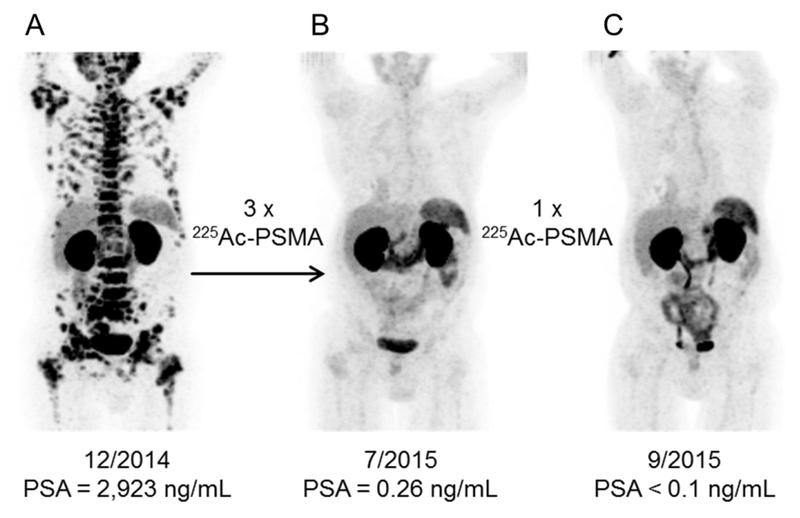 A
B
C
3 x
²²⁵Ac-PSMA
1 x
²²⁵Ac-PSMA
12/2014
PSA = 2,923 ng/mL
7/2015
PSA = 0.26 ng/mL
9/2015
PSA < 0.1 ng/mL